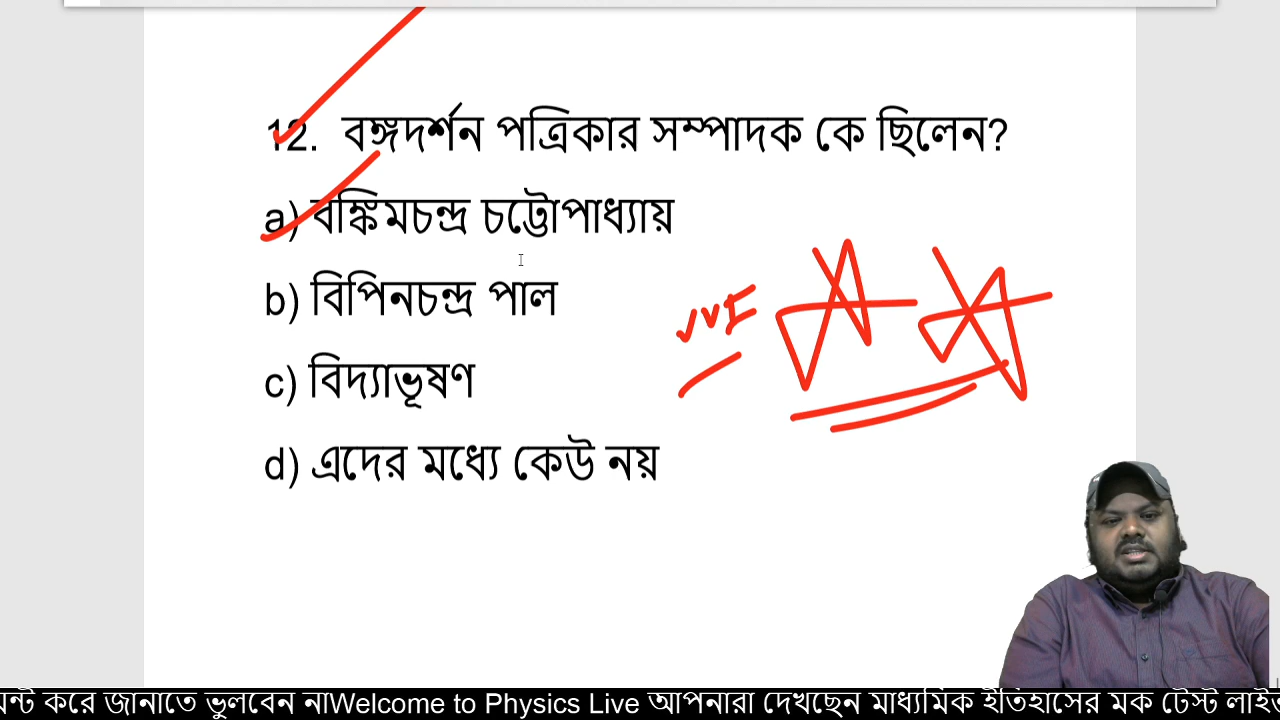 12. বঙ্গদর্শন পত্রিকার সম্পাদক কে ছিলেন?
a) বঙ্কিমচন্দ্র চট্টোপাধ্যায়
b) বিপিনচন্দ্র পাল
VVI
c) বিদ্যাভূষণ
d) এদের মধ্যে কেউ নয়
করে জানাতে ভুলবেন নাWelcome to Physics Live আপনারা দেখছেন মাধ্যমিক ইতিহাসের মক টেস্ট